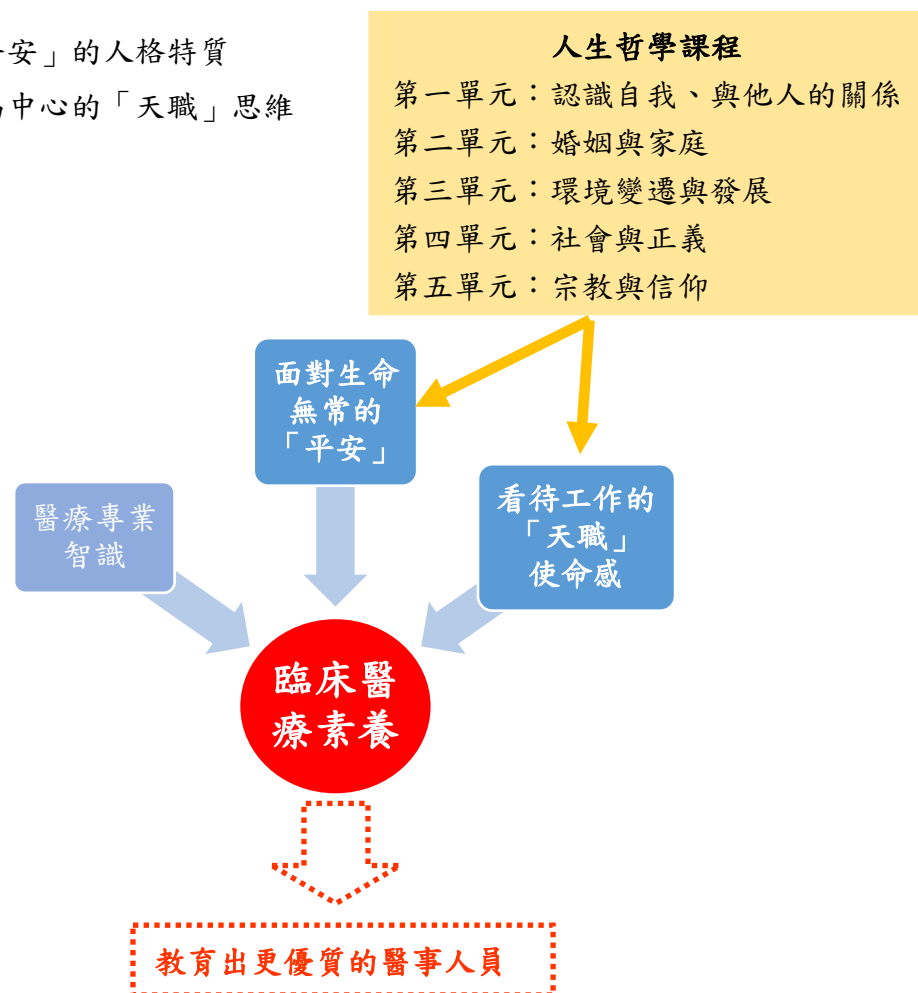 安」的人格特質
中心的「天職」思維
人生哲學課程
第一單元：認識自我、與他人的關係
第二單元：婚姻與家庭
第三單元：環境變遷與發展
第四單元：社會與正義
第五單元：宗教與信仰
面對生命
無常的
「平安」
看待工作的
「天職」
使命感
醫療專業
智識
臨床醫
療素養
教育出更優質的醫事人員